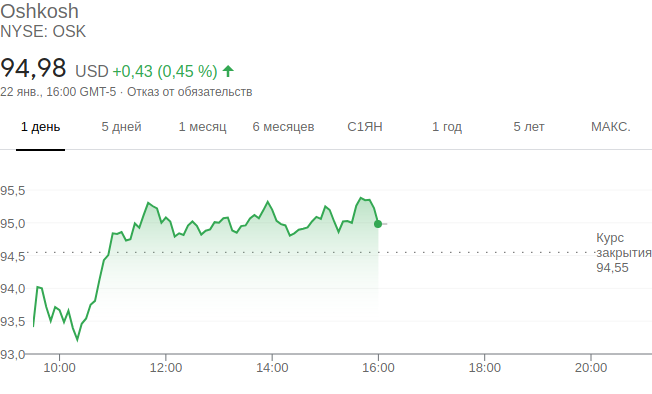 Oshkosh
NYSE: OSK
94,98 USD +0,43 (0,45 %)
22 янв., 16:00 GMT-5 · Отказ от обязательств
1 день 5 дней 1 месяц 6 месяцев С1ЯН 1 год 5 лет МАКС.
95,5
95,0
94,5
94,0
93,5
93,0
Курс
закрытия
94,55
10:00 12:00 14:00 16:00 18:00 20:00